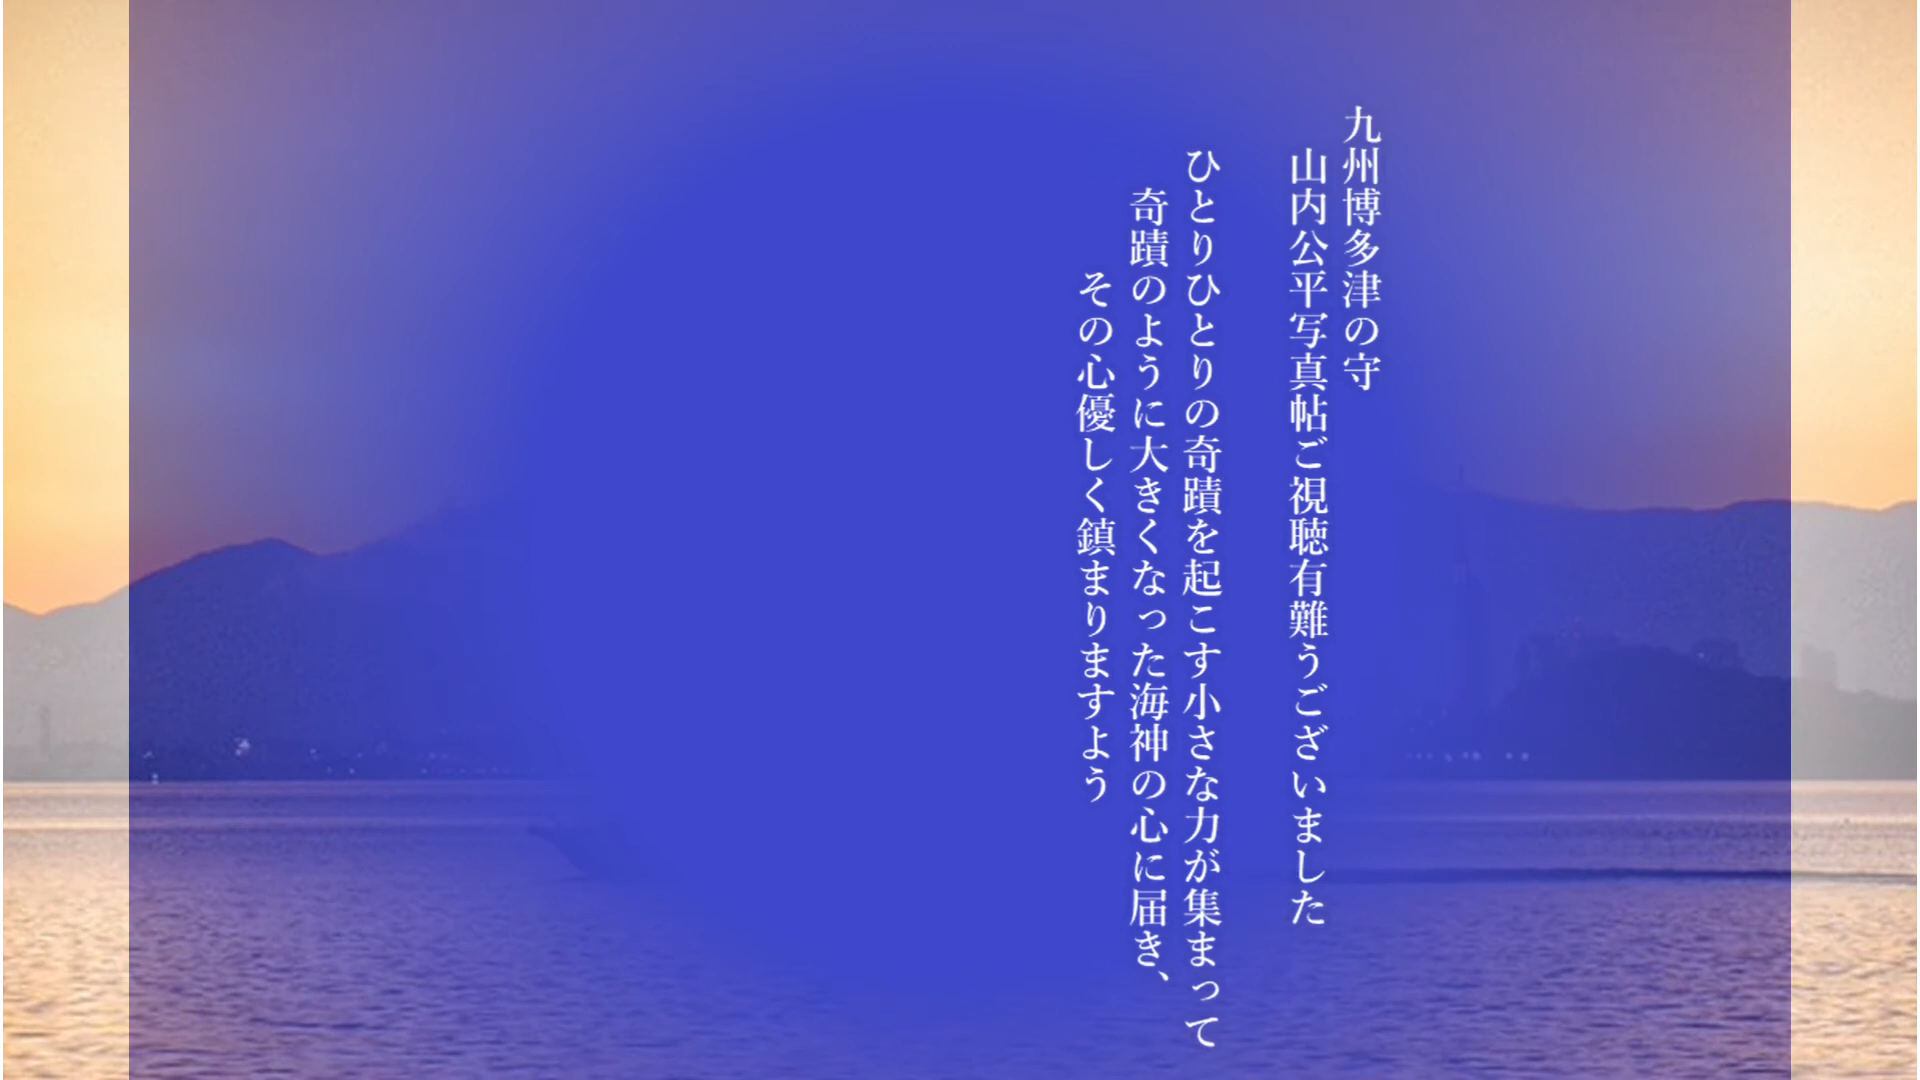 九州博多津の守
山内公平写真帖ご視聴有難うございました
ひとりひとりの奇蹟を起こす小さな力が集まって
奇蹟のように大きくなった海神の心に届き、
その心優しく鎮まりますよう